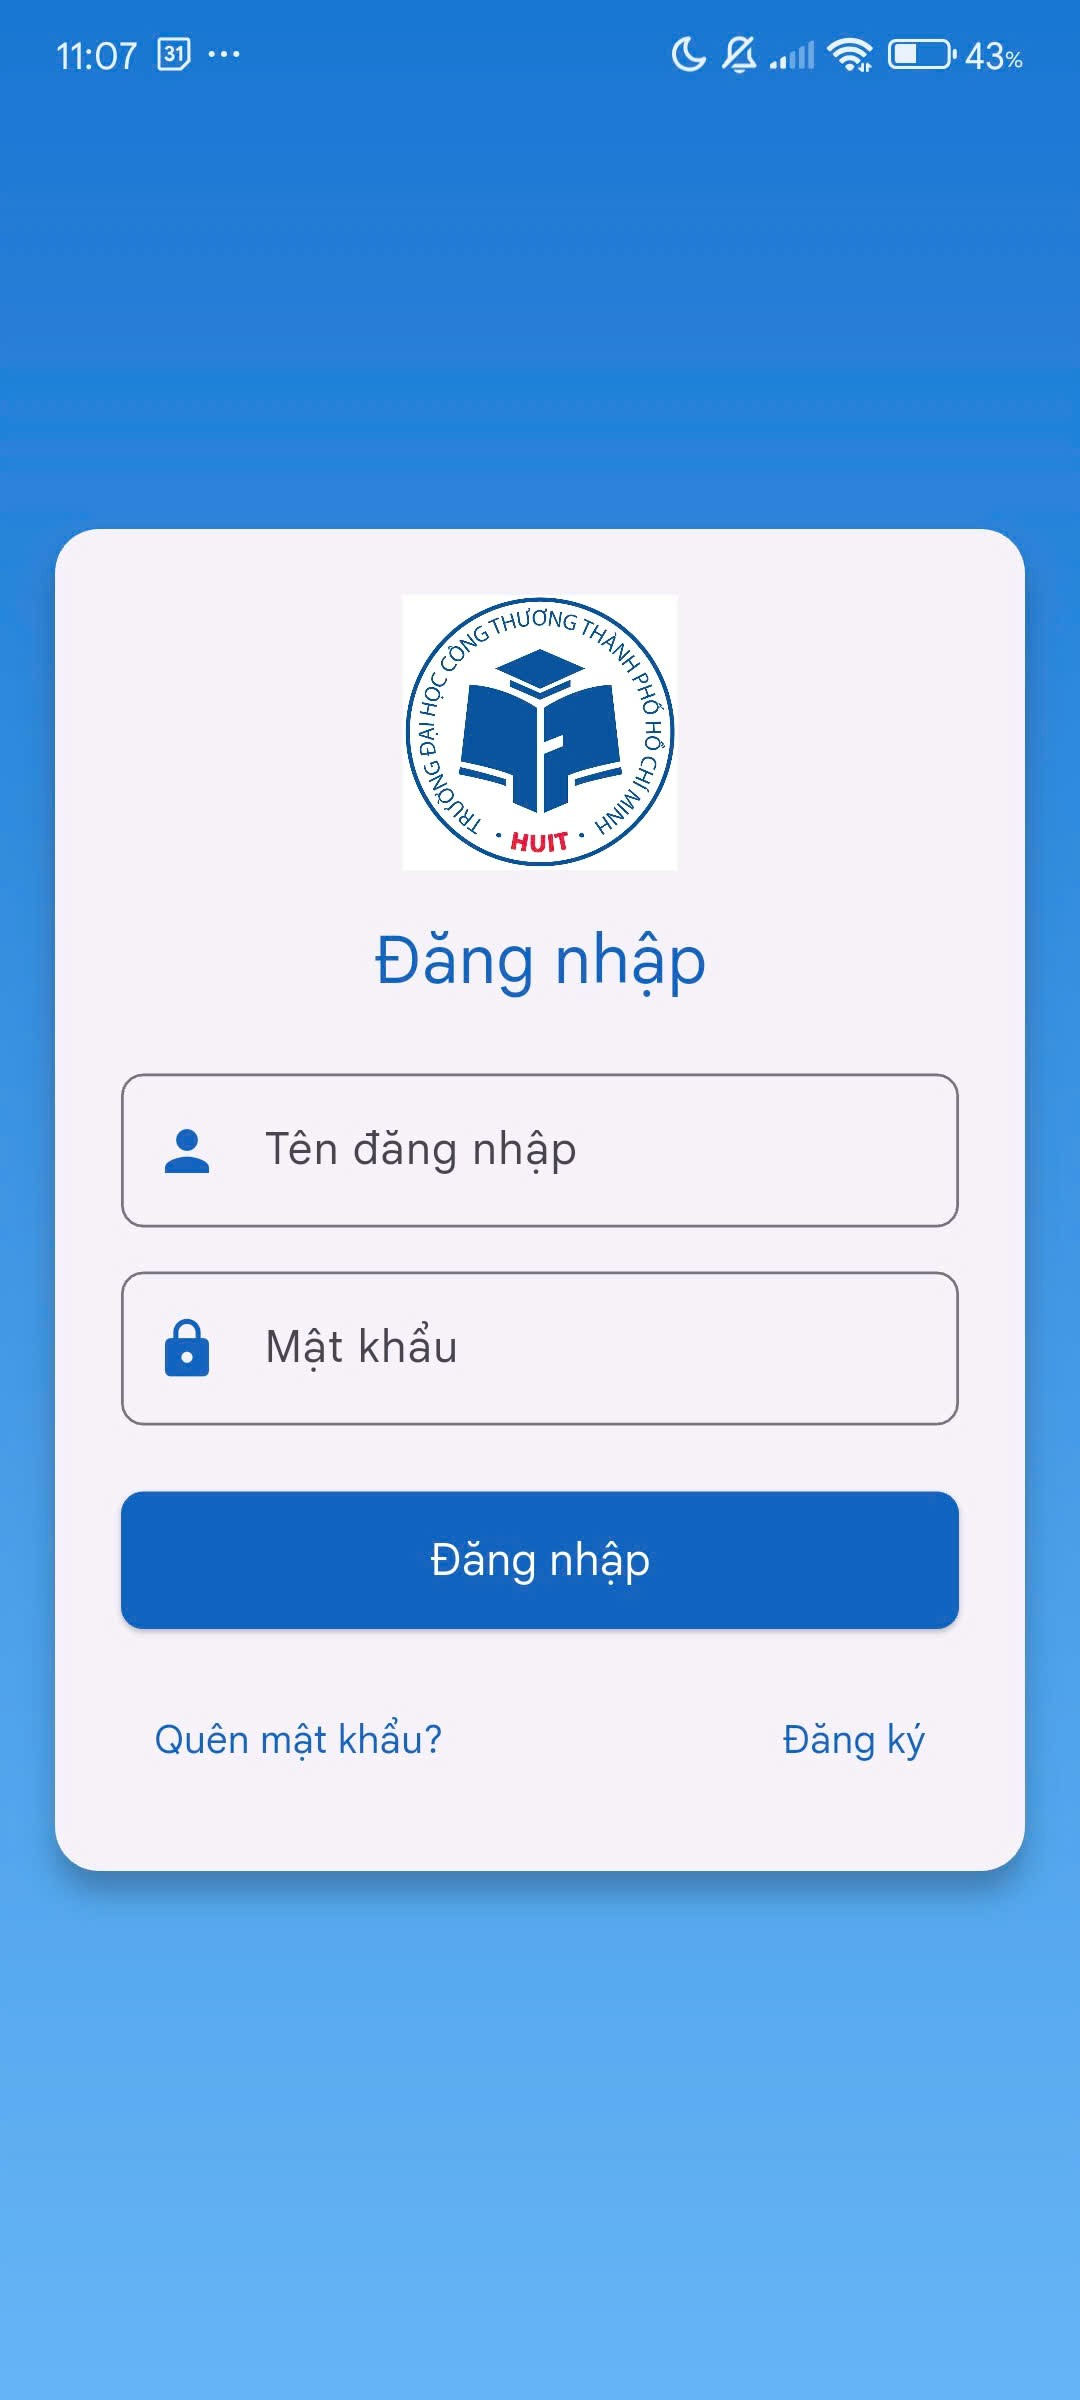 11:07 31 ... 43%
TRƯỜNG ĐẠI HỌC CÔNG THƯƠNG THÀNH PHỐ HỒ CHÍ MINH
HUIT
Đăng nhập
Tên đăng nhập
Mật khẩu
Đăng nhập
Quên mật khẩu? Đăng ký